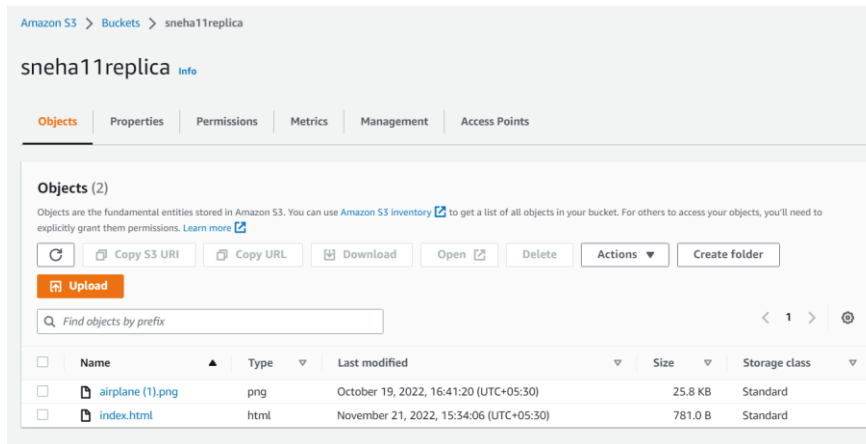 Amazon S3 > Buckets > sneha11replica
sneha11replica Info
Objects Properties Permissions Metrics Management Access Points
Objects (2)
Objects are the fundamental entities stored in Amazon S3. You can use Amazon S3 inventory to get a list of all objects in your bucket. For others to access your objects, you'll need to
explicitly grant them permissions. Learn more
Copy S3 URI Copy URL Download Open Delete Actions Create folder
Upload
Find objects by prefix 1
Name Type Last modified Size Storage class
airplane (1).png png October 19, 2022, 16:41:20 (UTC+05:30) 25.8 KB Standard
index.html html November 21, 2022, 15:34:06 (UTC+05:30) 781.0 B Standard